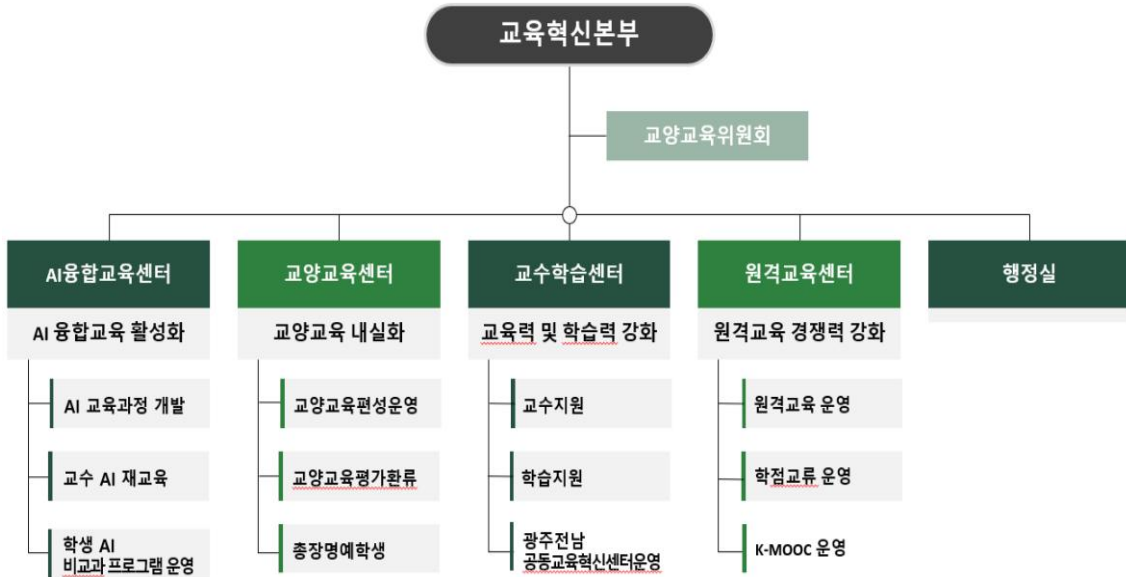 교육혁신본부
교양교육위원회
AI융합교육센터
AI 융합교육 활성화
AI 교육과정 개발
교수 AI 재교육
학생 AI
비교과 프로그램 운영
교양교육센터
교양교육 내실화
교양교육편성운영
교양교육평가환류
총장명예학생
교수학습센터
교육력 및 학습력 강화
교수지원
학습지원
광주전남
공동교육혁신센터운영
원격교육센터
원격교육 경쟁력 강화
원격교육 운영
학점교류 운영
K-MOOC 운영
행정실